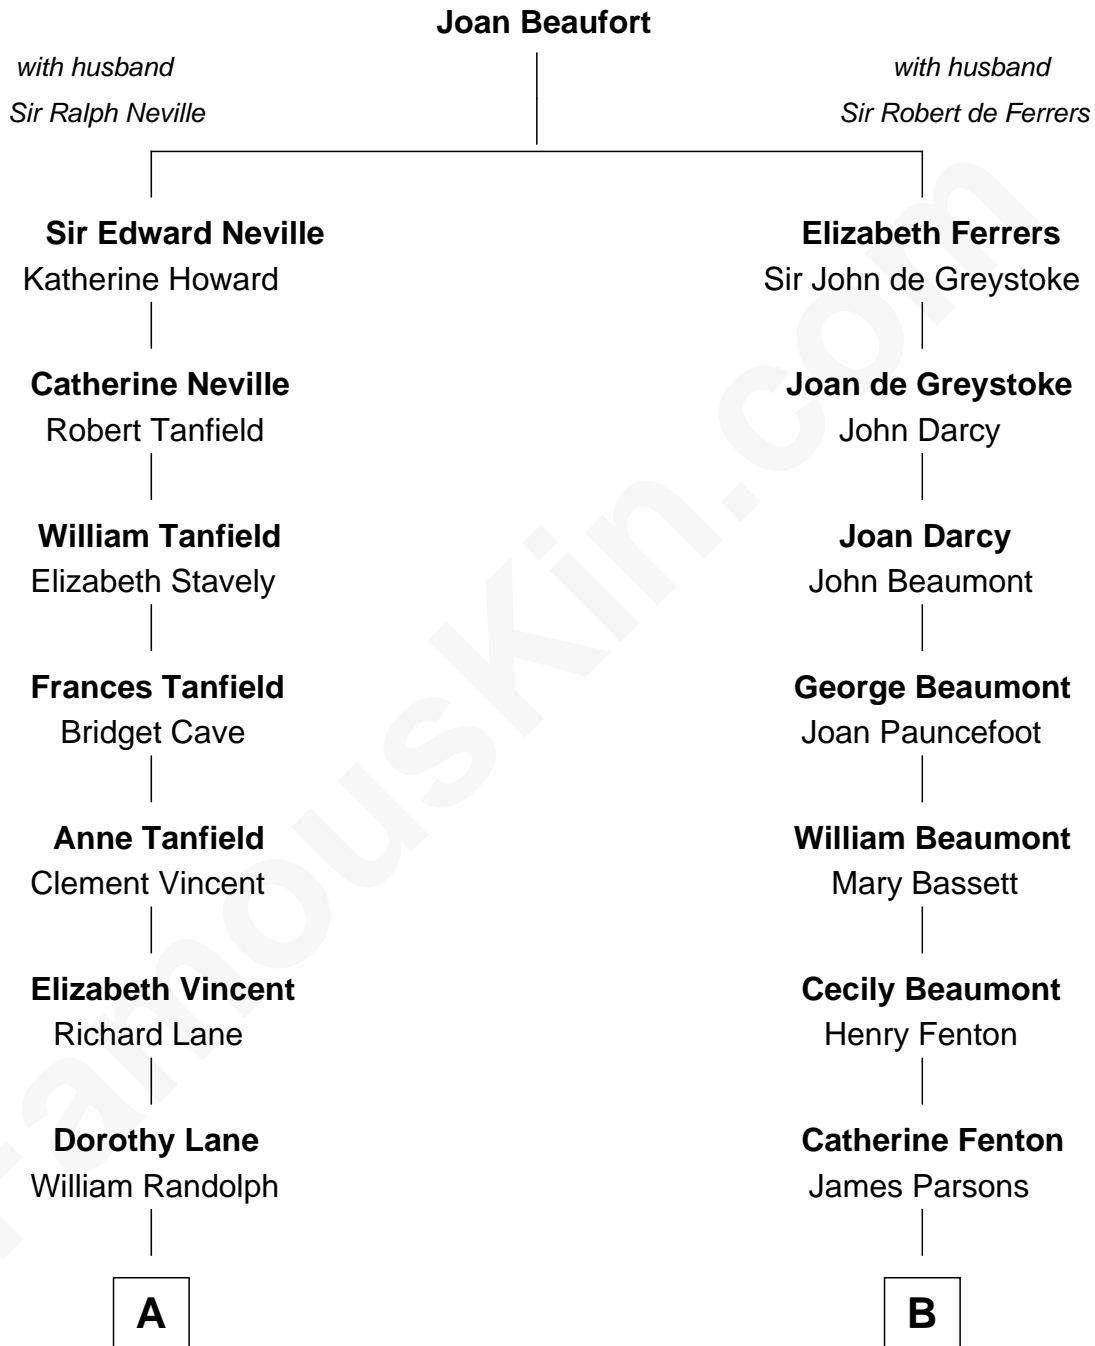 Joan Beaufort
with husband
Sir Ralph Neville
with husband
Sir Robert de Ferrers
Sir Edward Neville
Katherine Howard
Elizabeth Ferrers
Sir John de Greystoke
Catherine Neville
Robert Tanfield
Joan de Greystoke
John Darcy
William Tanfield
Elizabeth Stavely
Joan Darcy
John Beaumont
Frances Tanfield
Bridget Cave
George Beaumont
Joan Pauncefoot
Anne Tanfield
Clement Vincent
William Beaumont
Mary Bassett
Elizabeth Vincent
Richard Lane
Cecily Beaumont
Henry Fenton
Dorothy Lane
William Randolph
Catherine Fenton
James Parsons
A
B
FamousKin.com